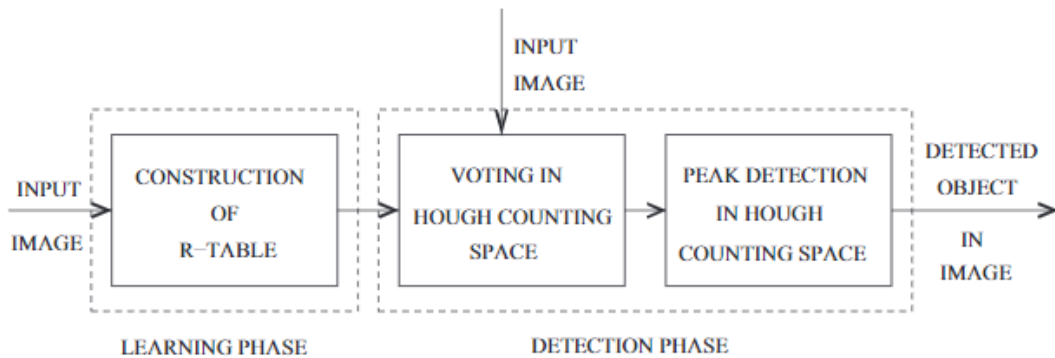 INPUT
IMAGE
INPUT
IMAGE
CONSTRUCTION
OF
R-TABLE
LEARNING PHASE
VOTING IN
HOUGH COUNTING
SPACE
PEAK DETECTION
IN HOUGH
COUNTING SPACE
DETECTION PHASE
DETECTED
OBJECT
IN
IMAGE